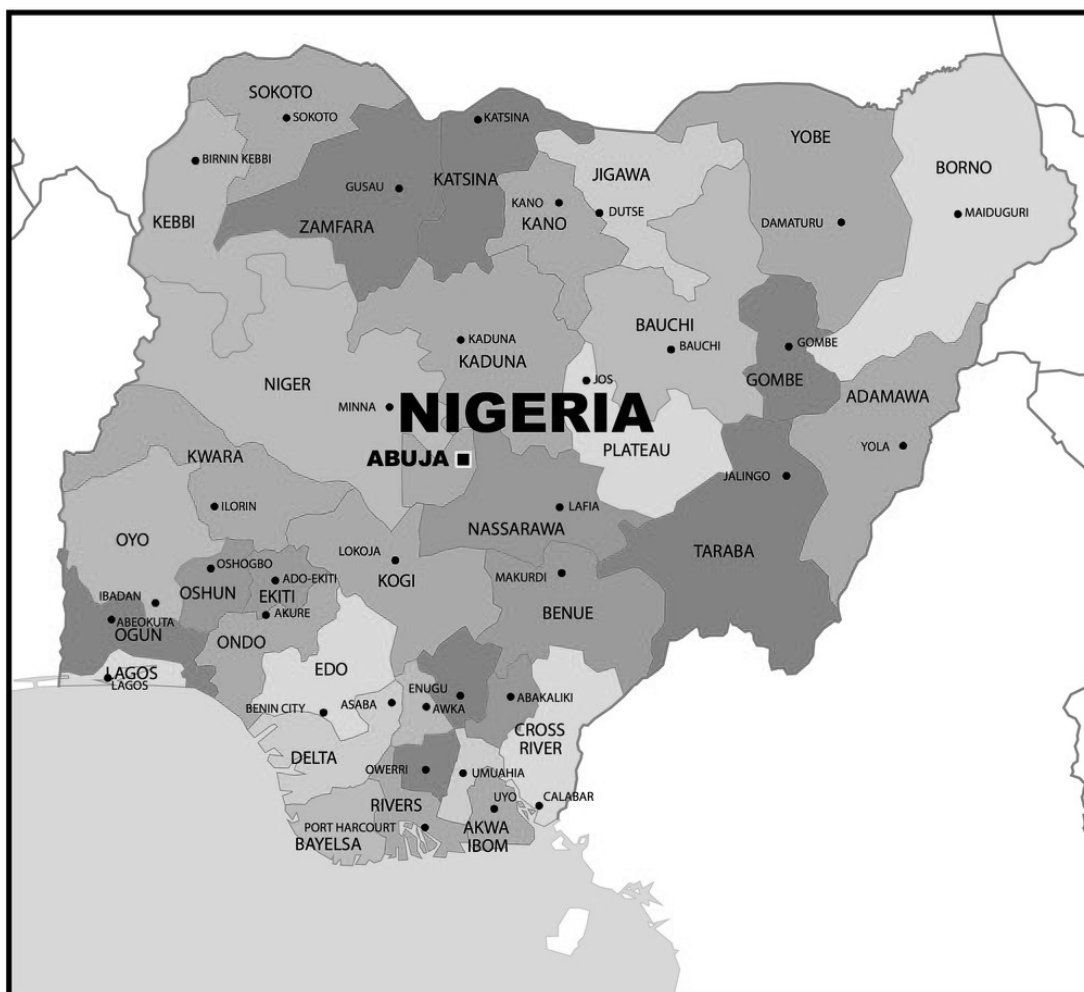 SOKOTO
SOKOTO
KATSINA
YOBE
BIRNIN KEBBI
BORNO
JIGAWA
KATSINA
GUSAU
KANO
DUTSE
MAIDUGURI
KEBBI
ZAMFARA
KANO
DAMATURU
BAUCHI
KADUNA
BAUCHI
GOMBE
KADUNA
NIGER
JOS
GOMBE
ADAMAWA
MINNA
NIGERIA
YOLA
PLATEAU
KWARA
ABUJA
JALINGO
ILORIN
LAFIA
NASSARAWA
OYO
LOKOJA
TARABA
OSHOGBO
KOGI
ADO-EKITI
MAKURDI
OSHUN
EKITI
IBADAN
AKURE
BENUE
ABEOKUTA
OGUN
ONDO
EDO
LAGOS
LAGOS
ENUGU
ABAKALIKI
BENIN CITY
ASABA
AWKA
CROSS
RIVER
DELTA
OWERRI
UMUAHIA
UYO
CALABAR
RIVERS
PORT HARCOURT
AKWA
IBOM
BAYELSA